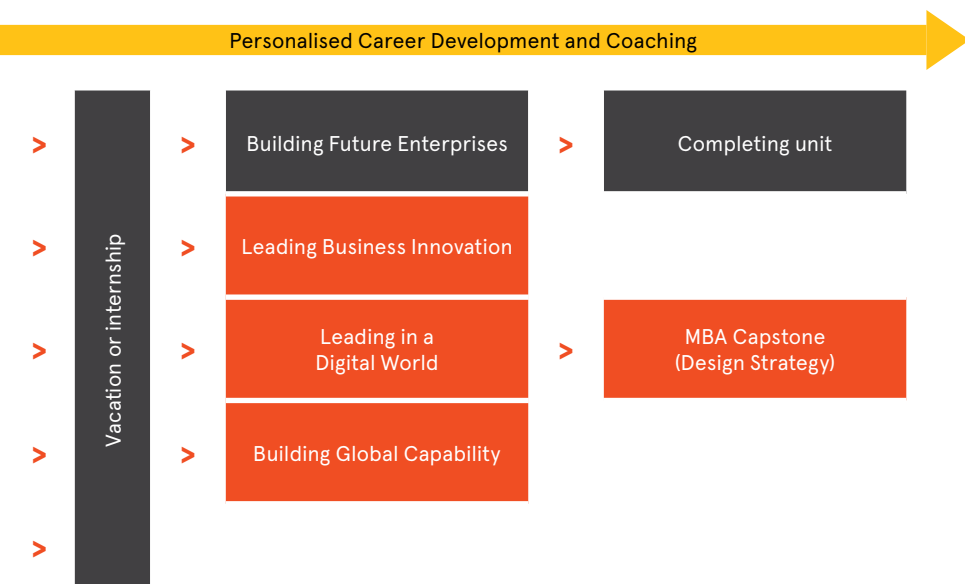 Personalised Career Development and Coaching
>
>
Building Future Enterprises
>
Completing unit
>
>
Leading Business Innovation
Vacation or internship
>
>
Leading in a
Digital World
>
MBA Capstone
(Design Strategy)
>
>
Building Global Capability
>